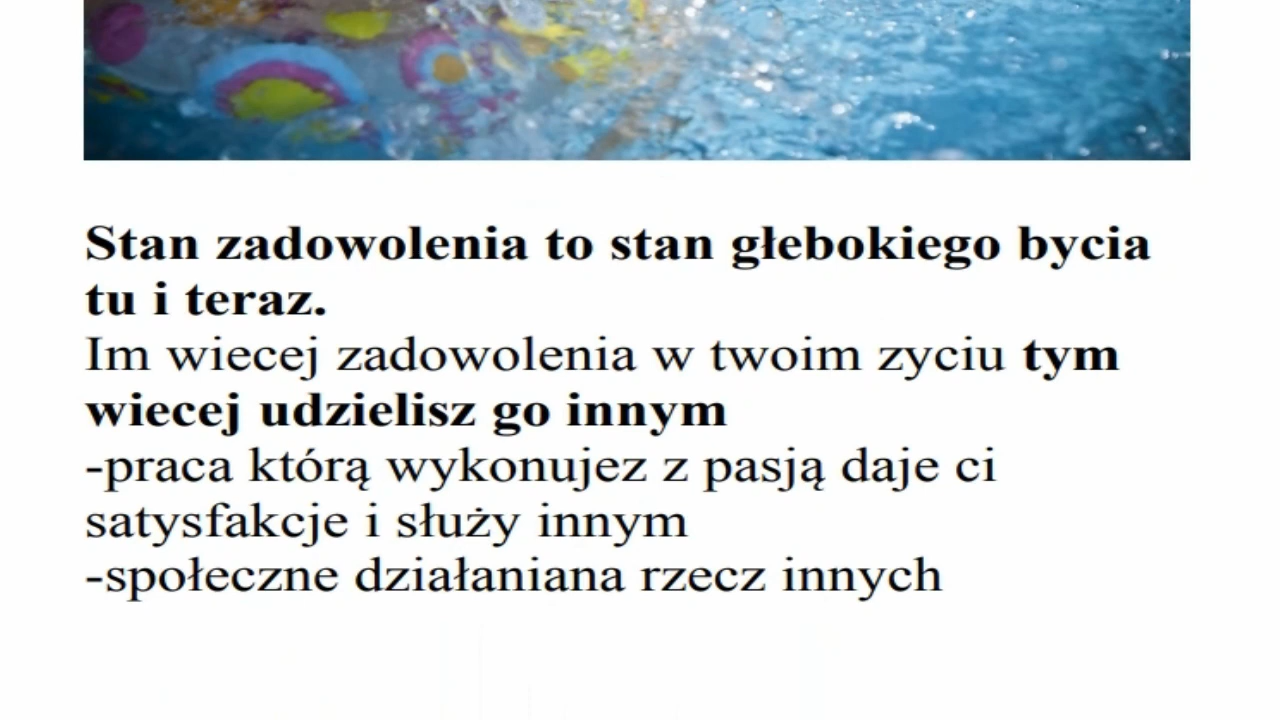 Stan zadowolenia to stan głebokiego bycia
tu i teraz.
Im wiecej zadowolenia w twoim zyciu tym
wiecej udzielisz go innym
-praca którą wykonujez z pasją daje ci
satysfakcje i służy innym
-społeczne działaniana rzecz innych